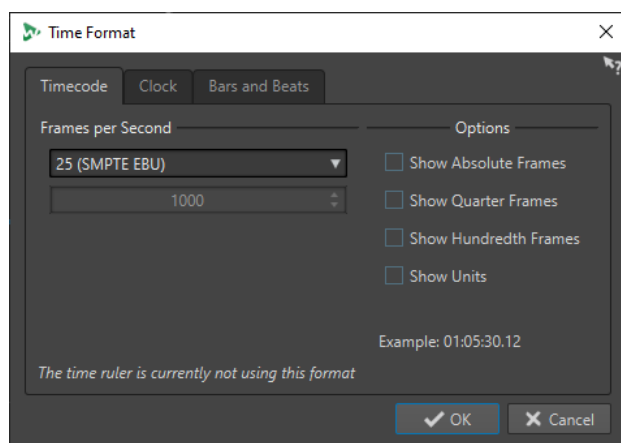 Time Format
Timecode
Clock
Bars and Beats
Frames per Second
Options
25 (SMPTE EBU)
Show Absolute Frames
1000
Show Quarter Frames
Show Hundredth Frames
Show Units
Example: 01:05:30.12
The time ruler is currently not using this format
OK
Cancel